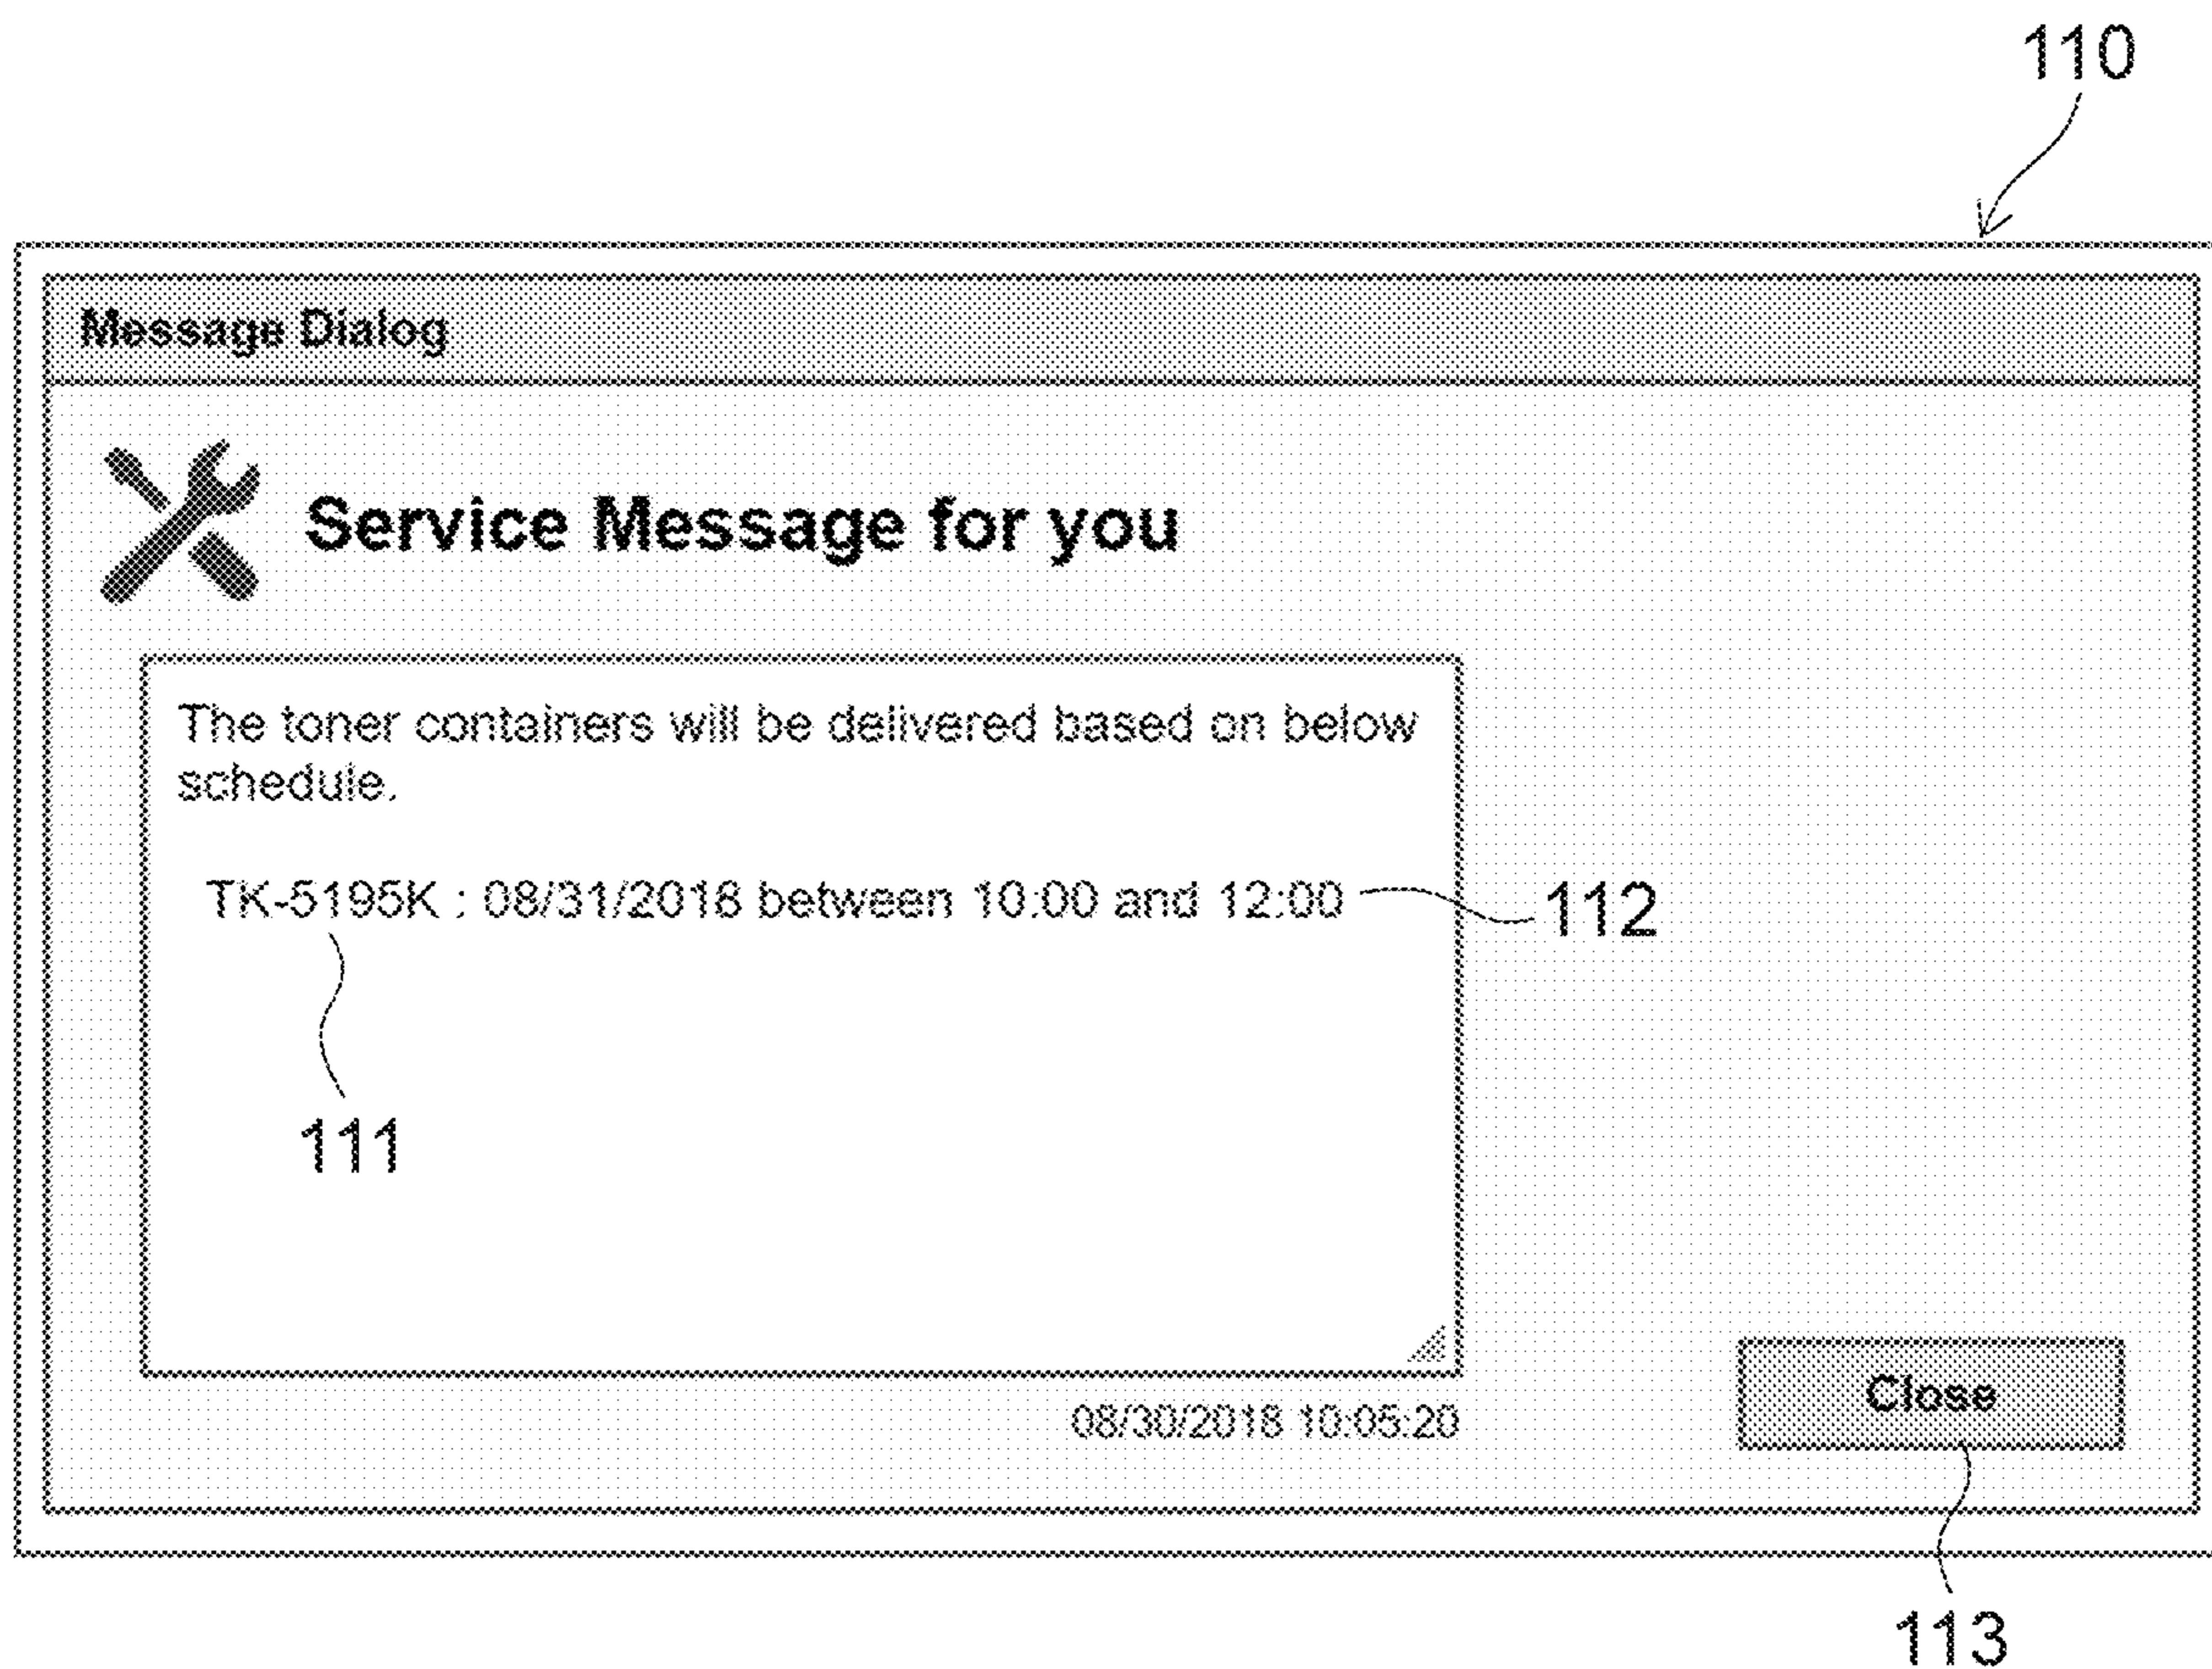 110
Message Dialog
Service Message for you
The toner containers will be delivered based on below
schedule.
TK-5195K : 08/31/2018 between 10:00 and 12:00
112
111
08/30/2018 10:05:20
Close
113